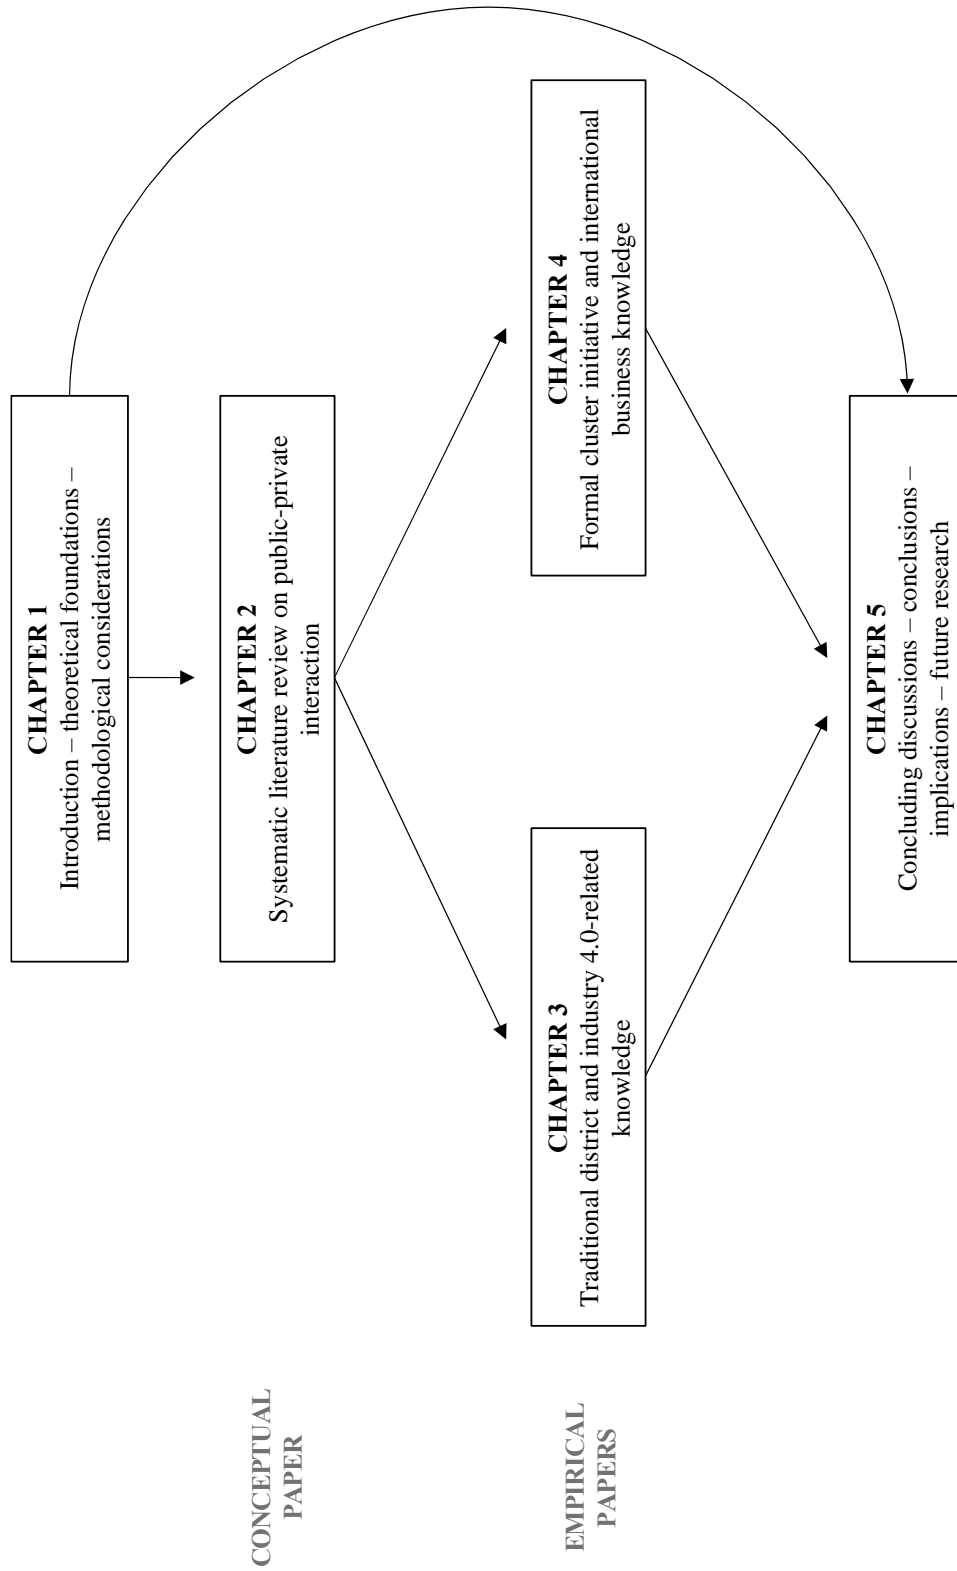 CHAPTER 1
Introduction – theoretical foundations –
methodological considerations
CONCEPTUAL
PAPER
CHAPTER 2
Systematic literature review on public-private
interaction
EMPIRICAL
PAPERS
CHAPTER 3
Traditional district and industry 4.0-related
knowledge
CHAPTER 4
Formal cluster initiative and international
business knowledge
CHAPTER 5
Concluding discussions – conclusions –
implications – future research